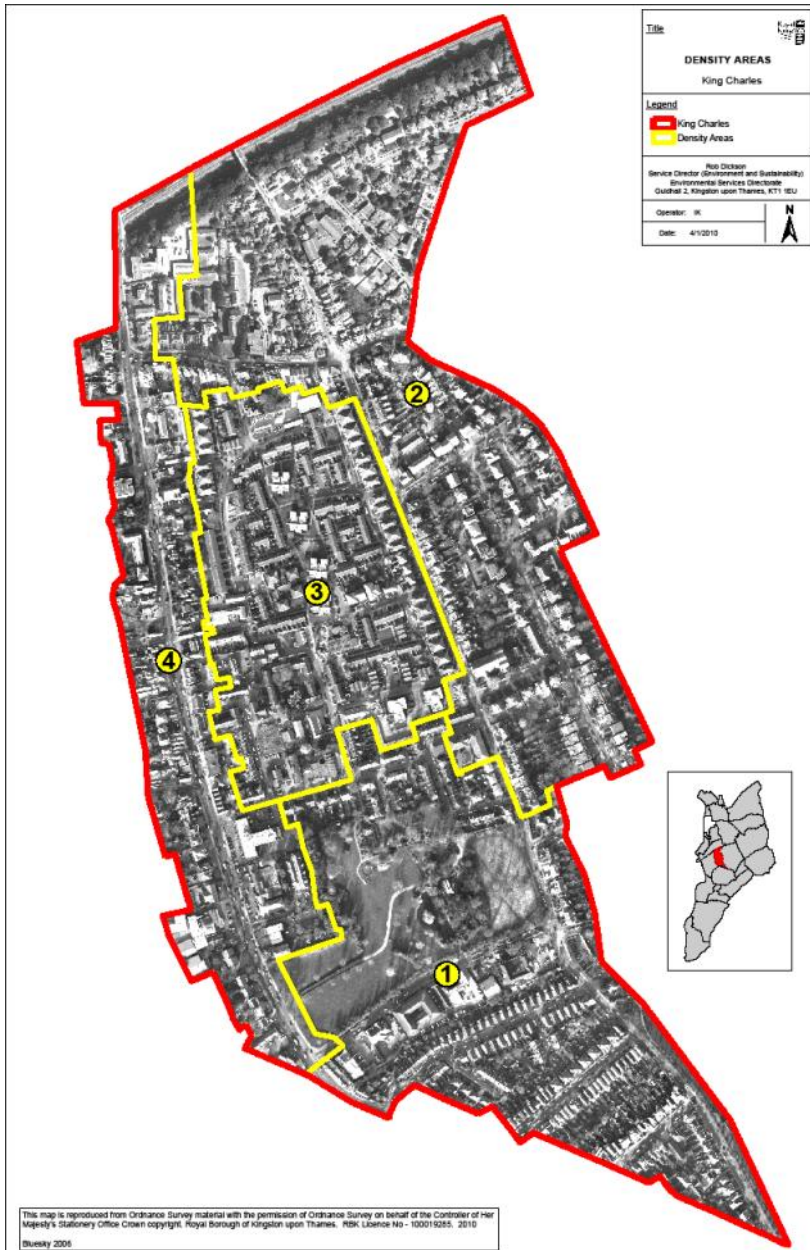 Title
DENSITY AREAS
King Charles
Legend
King Charles
Density Areas
Rob Dickson
Service Director (Environment and Sustainability)
Environmental Services Directorate
Guildhall 2, Kingston upon Thames, KT1 1EU
Operator: IK
Date: 4/1/2010
N
2
3
4
1
This map is reproduced from Ordnance Survey material with the permission of Ordnance Survey on behalf of the Controller of Her
Majesty's Stationery Office Crown copyright. Royal Borough of Kingston upon Thames. RBK Licence No - 100019285. 2010
Bluesky 2006